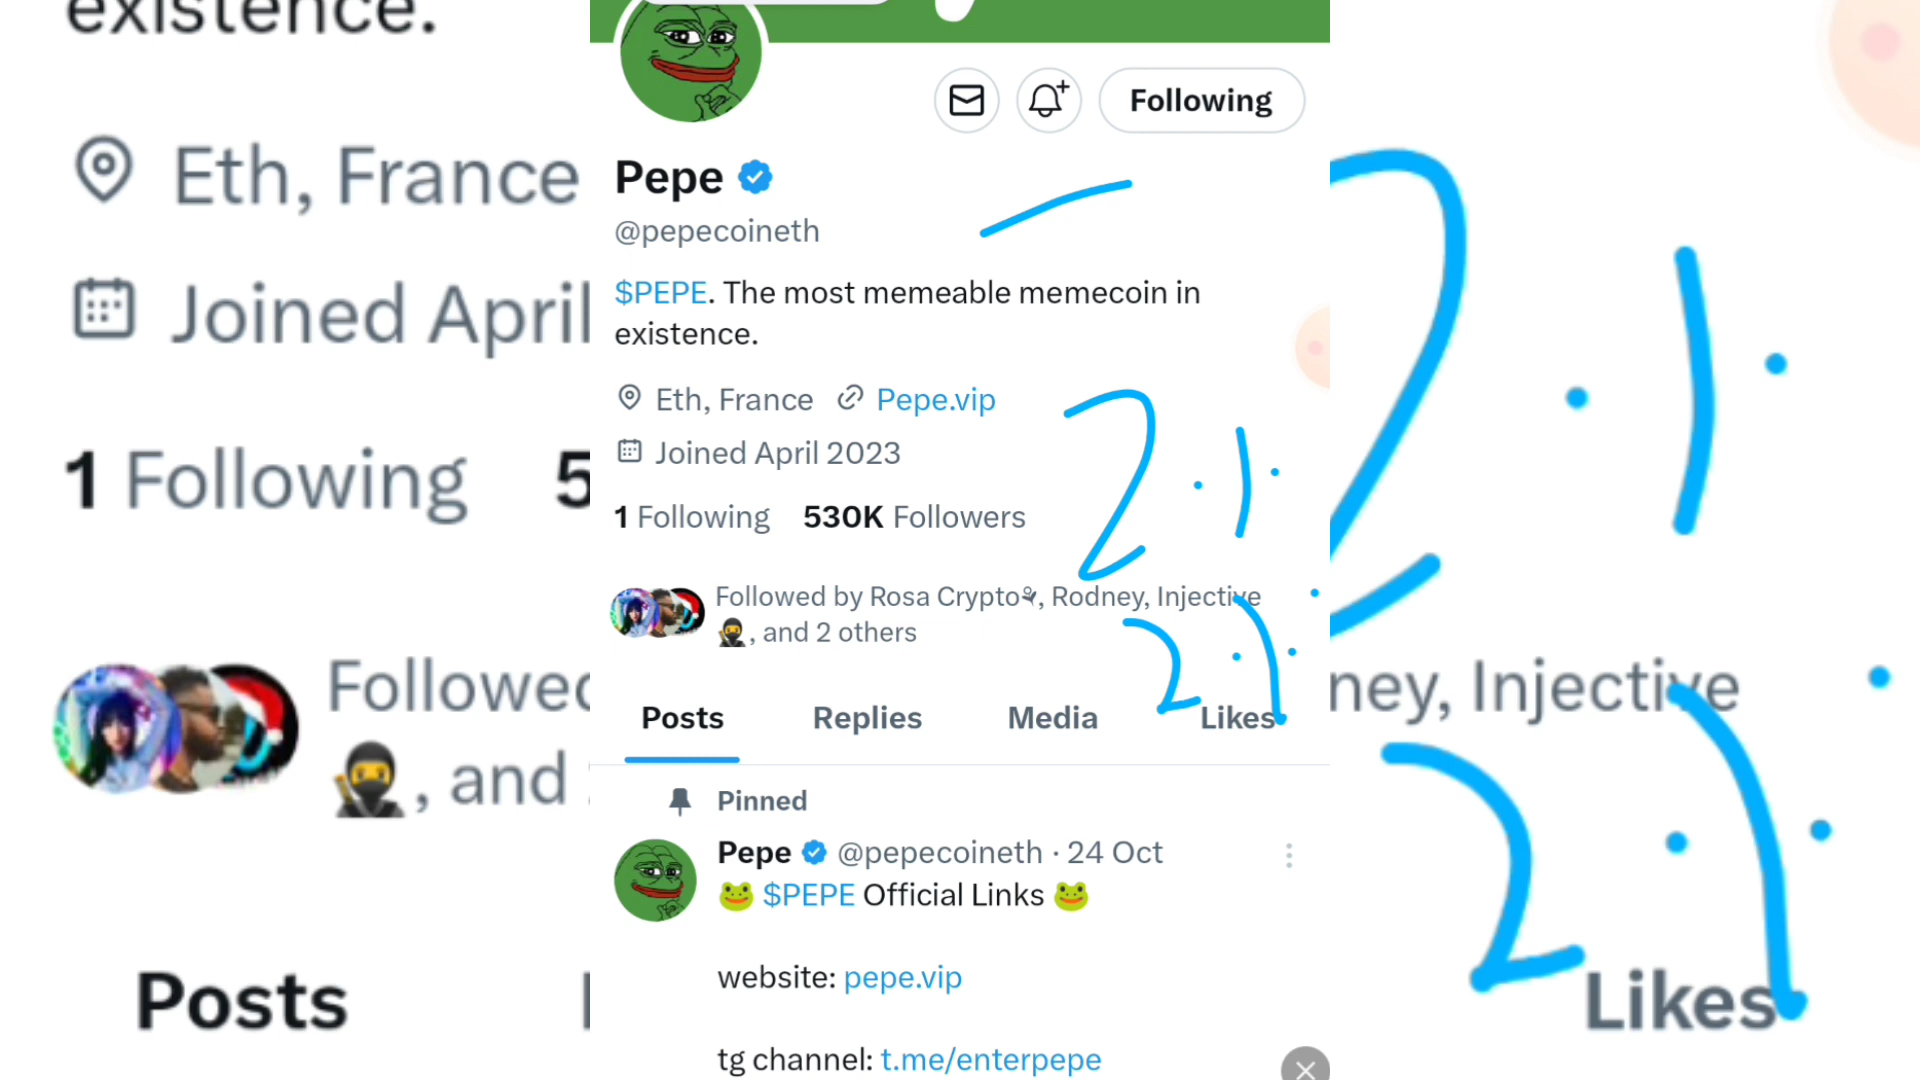 existence.
Eth, France
Joined April
1 Following 5
Followed
, and
Posts
Following
Pepe
@pepecoineth
$PEPE. The most memeable memecoin in
existence.
Eth, France Pepe.vip
Joined April 2023
1 Following 530K Followers
Followed by Rosa Crypto, Rodney, Injective
🥷, and 2 others
Posts Replies Media Likes
Pinned
Pepe @pepecoineth · 24 Oct
🐸 $PEPE Official Links 🐸
website: pepe.vip
tg channel: t.me/enterpepe
2.1.
2.1.
ney, Injective
Likes